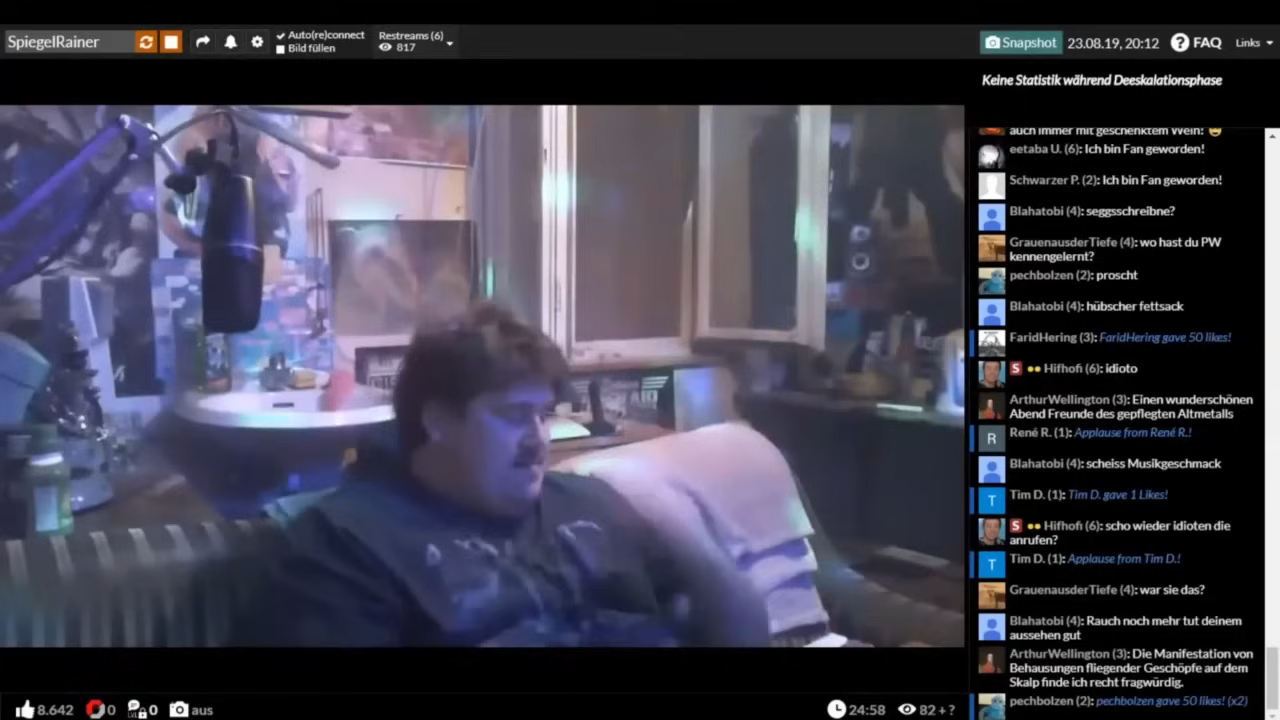 SpiegelRainer
Auto(re)connect
Bild füllen
Restreams (6)
817
Snapshot
23.08.19, 20:12
FAQ
Links
Keine Statistik während Deeskalationsphase
auch immer mit geschenktem Wein!
eetaba U. (6): Ich bin Fan geworden!
Schwarzer P. (2): Ich bin Fan geworden!
Blahatobi (4): seggsschreibne?
GrauenausderTiefe (4): wo hast du PW
kennengelernt?
pechbolzen (2): proscht
Blahatobi (4): hübscher fettsack
FaridHering (3): FaridHering gave 50 likes!
S Hifhofi (6): idioto
ArthurWellington (3): Einen wunderschönen
Abend Freunde des gepflegten Altmetalls
R René R. (1): Applause from René R.!
Blahatobi (4): scheiss Musikgeschmack
T Tim D. (1): Tim D. gave 1 Likes!
S Hifhofi (6): scho wieder idioten die
anrufen?
T Tim D. (1): Applause from Tim D.!
GrauenausderTiefe (4): war sie das?
Blahatobi (4): Rauch noch mehr tut deinem
aussehen gut
ArthurWellington (3): Die Manifestation von
Behausungen fliegender Geschöpfe auf dem
Skalp finde ich recht fragwürdig.
pechbolzen (2): pechbolzen gave 50 likes! (x2)
8.642
0
0
aus
24:58
82 + ?